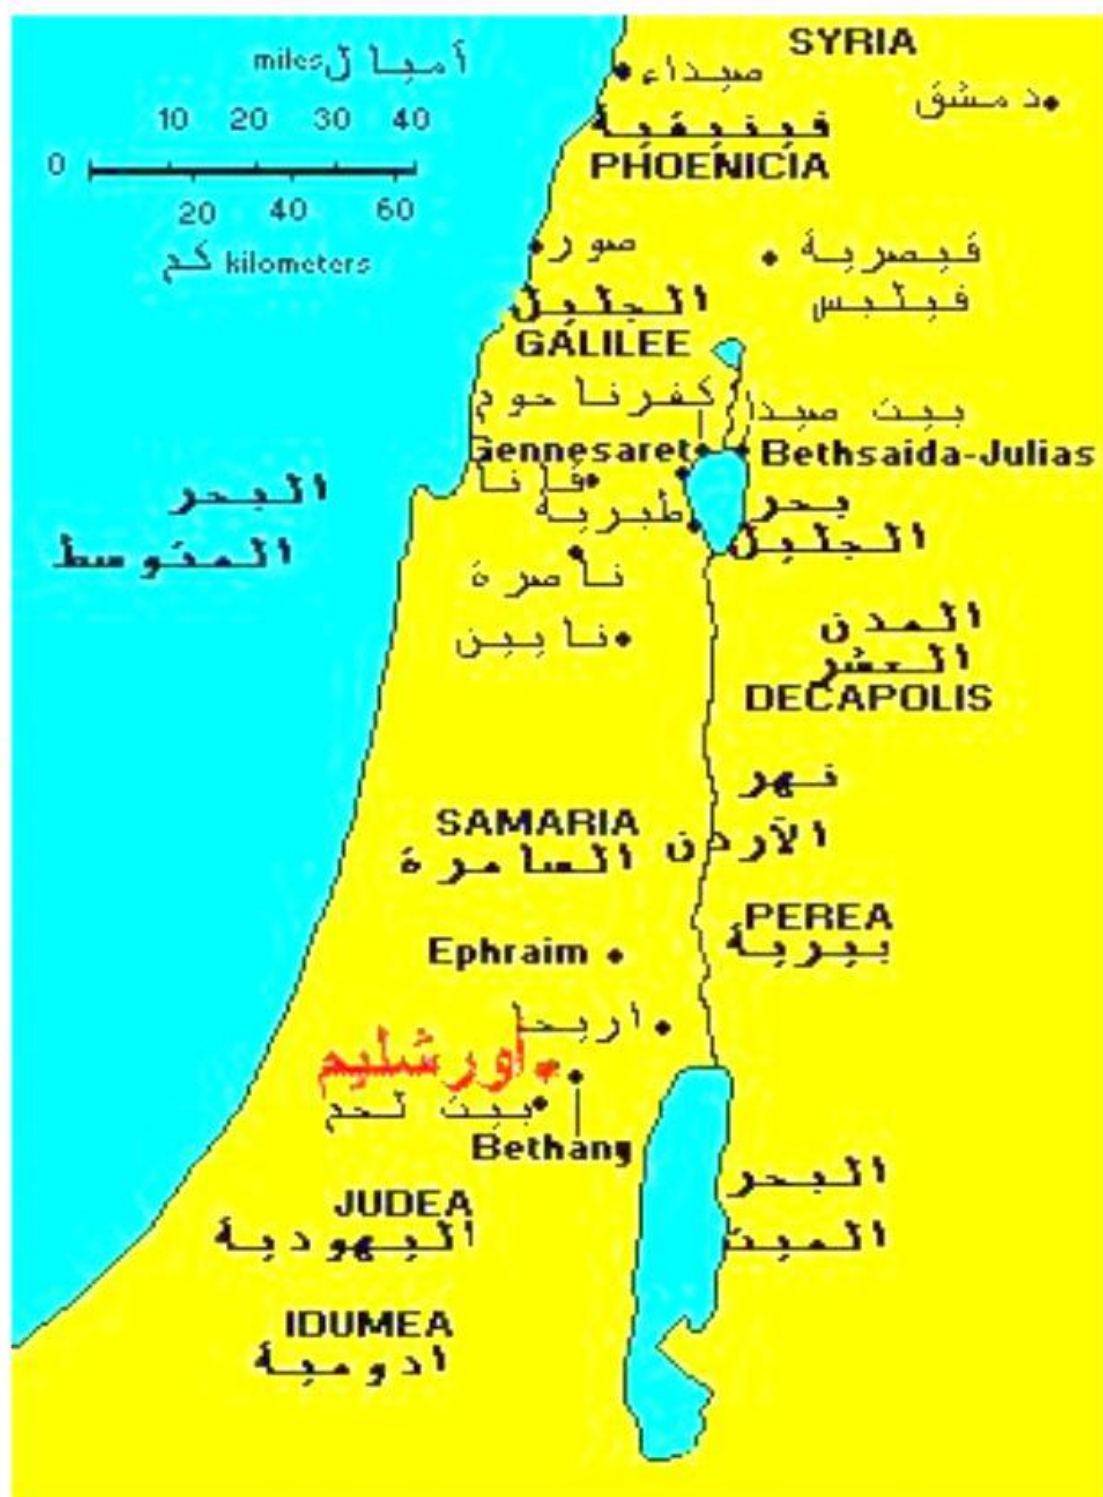 SYRIA
أميال miles
صيداء
دمشق
10 20 30 40
فينيقية
PHOENICIA
0
20 40 60
كم kilometers
صور
قيصرية
فيلبس
الجليل
GALILEE
كفرناحوم
بيت صيدا
Gennesaret
Bethsaida-Julias
قانا
طبرية
بحر
الجليل
البحر
المتوسط
ناصرة
نايين
المدن
العشر
DECAPOLIS
نهر
الآردن
SAMARIA
السامرة
PEREA
بيرية
Ephraim
اريحا
أورشليم
بيت لحم
Bethany
البحر
الميت
JUDEA
اليهودية
IDUMEA
ادومية